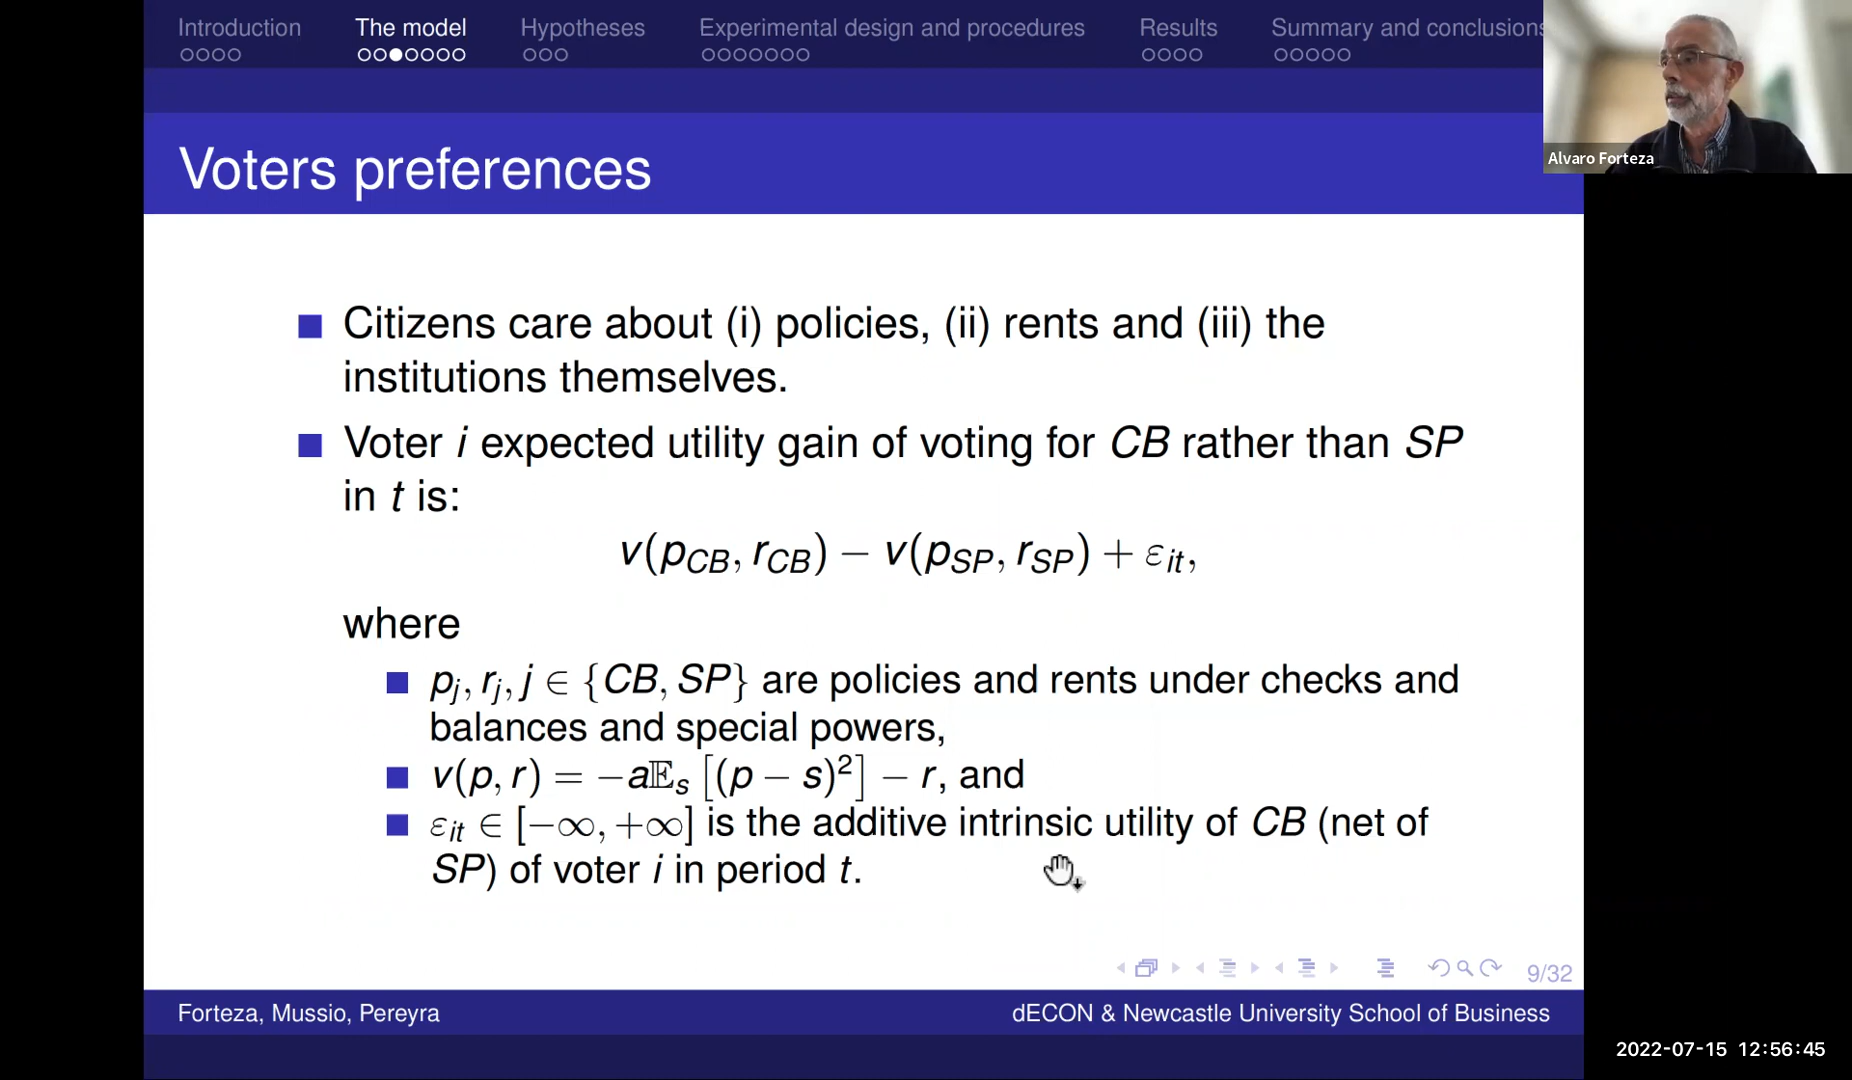 Introduction The model Hypotheses Experimental design and procedures Results Summary and conclusions
Alvaro Forteza
Voters preferences
Citizens care about (i) policies, (ii) rents and (iii) the
institutions themselves.
Voter i expected utility gain of voting for CB rather than SP
in t is:
v(p_CB, r_CB) − v(p_SP, r_SP) + ε_it,
where
p_j, r_j, j ∈ {CB, SP} are policies and rents under checks and
balances and special powers,
v(p, r) = −a𝔼_s [(p − s)²] − r, and
ε_it ∈ [−∞, +∞] is the additive intrinsic utility of CB (net of
SP) of voter i in period t.
9/32
Forteza, Mussio, Pereyra dECON & Newcastle University School of Business
2022-07-15 12:56:45